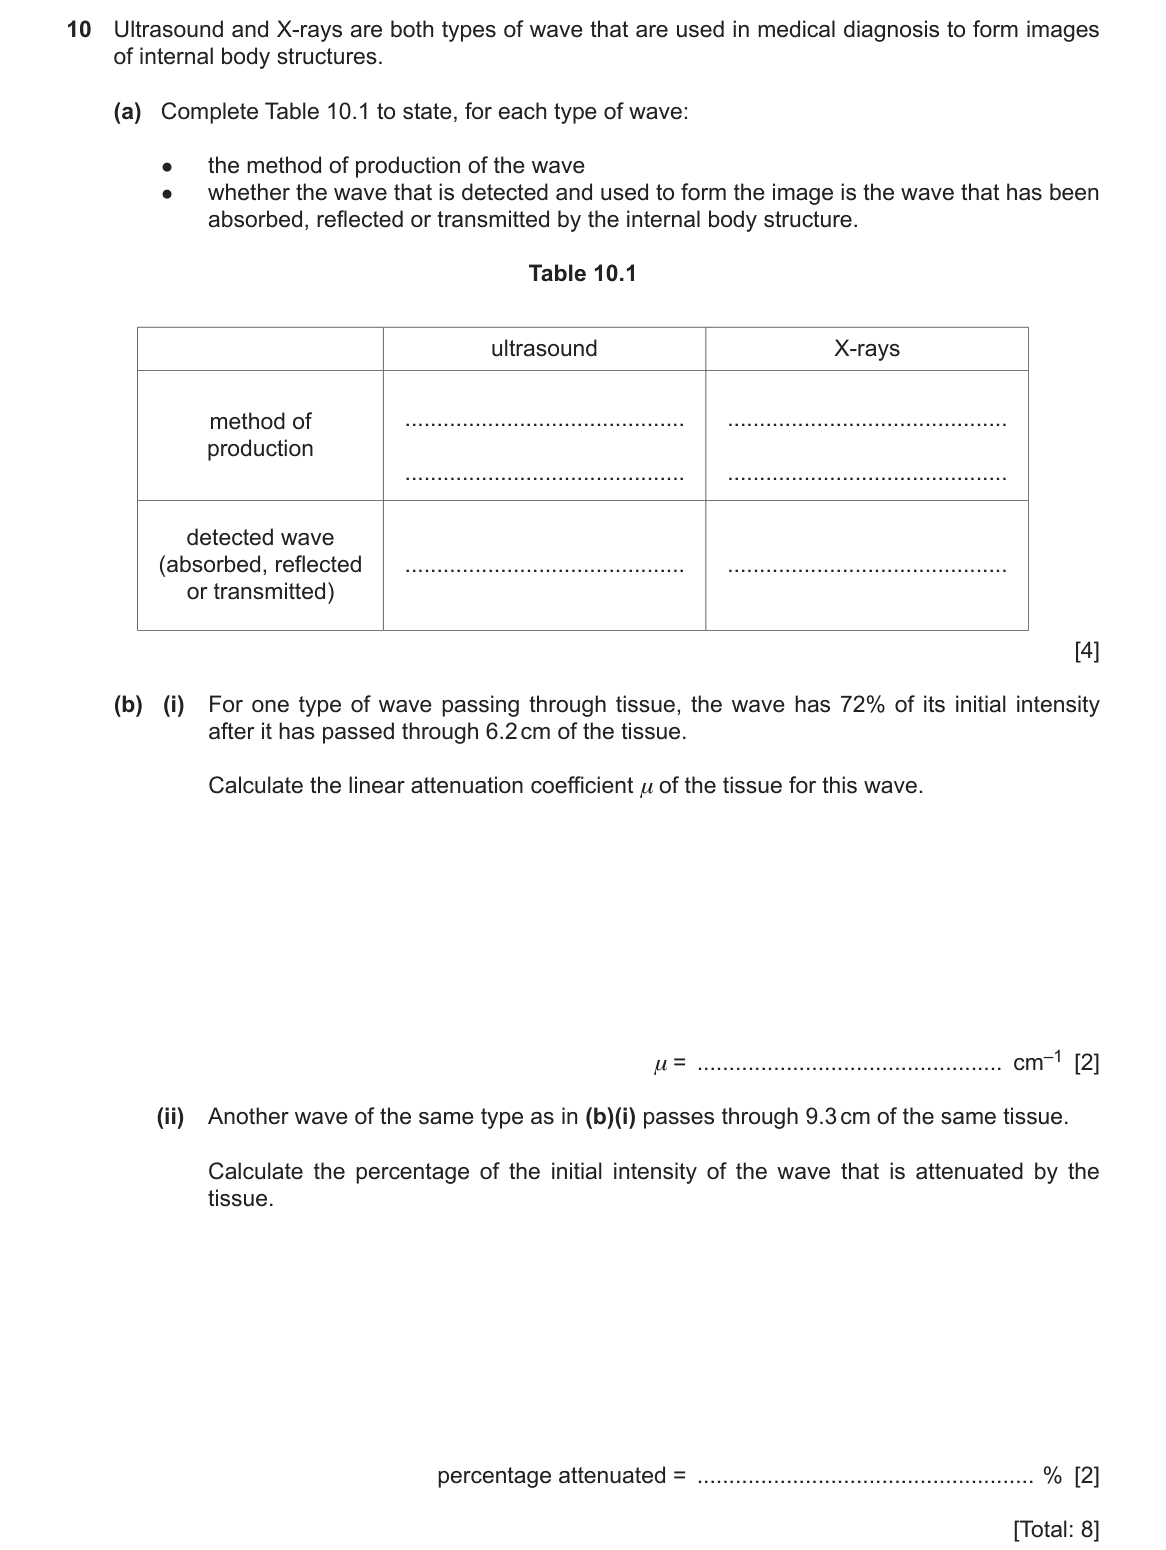 10 Ultrasound and X-rays are both types of wave that are used in medical diagnosis to form images
of internal body structures.
(a) Complete Table 10.1 to state, for each type of wave:
• the method of production of the wave
• whether the wave that is detected and used to form the image is the wave that has been
absorbed, reflected or transmitted by the internal body structure.
Table 10.1
ultrasound X-rays
method of
production
............................................ ............................................
............................................ ............................................
detected wave
(absorbed, reflected
or transmitted)
............................................ ............................................
[4]
(b) (i) For one type of wave passing through tissue, the wave has 72% of its initial intensity
after it has passed through 6.2 cm of the tissue.
Calculate the linear attenuation coefficient μ of the tissue for this wave.
μ = ................................................ cm⁻¹ [2]
(ii) Another wave of the same type as in (b)(i) passes through 9.3 cm of the same tissue.
Calculate the percentage of the initial intensity of the wave that is attenuated by the
tissue.
percentage attenuated = ..................................................... % [2]
[Total: 8]